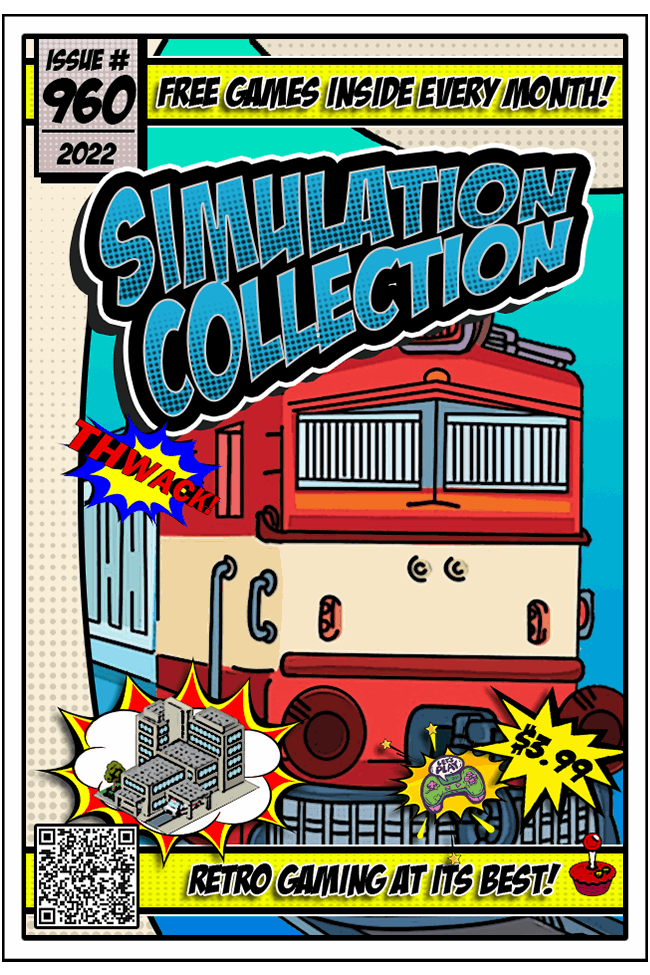 ISSUE #
960
2022
FREE GAMES INSIDE EVERY MONTH!
SIMULATION
COLLECTION
THWACK!
LET'S
PLAY
$3.99
RETRO GAMING AT ITS BEST!